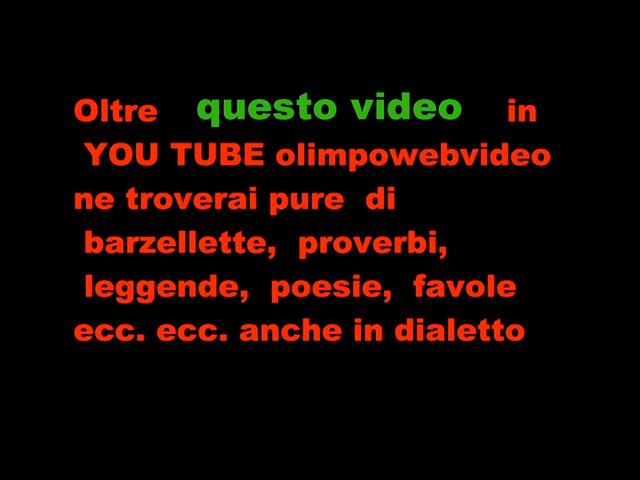 Oltre questo video in
YOU TUBE olimpowebvideo
ne troverai pure di
barzellette, proverbi,
leggende, poesie, favole
ecc. ecc. anche in dialetto